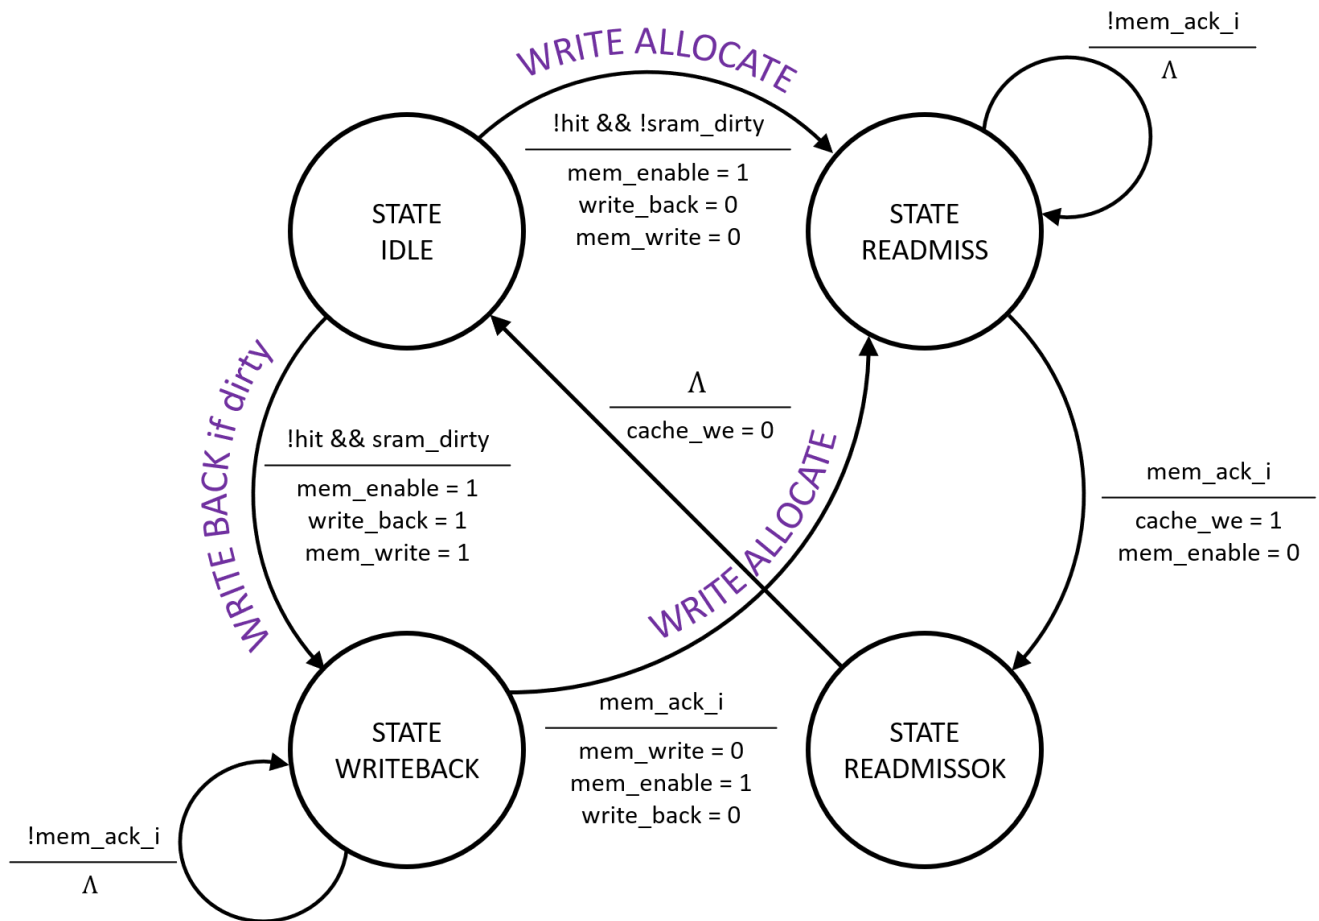 WRITE ALLOCATE
!mem_ack_i
Λ
!hit && !sram_dirty
mem_enable = 1
write_back = 0
mem_write = 0
STATE
IDLE
STATE
READMISS
WRITE BACK if dirty
!hit && sram_dirty
mem_enable = 1
write_back = 1
mem_write = 1
Λ
cache_we = 0
WRITE ALLOCATE
mem_ack_i
cache_we = 1
mem_enable = 0
STATE
WRITEBACK
mem_ack_i
mem_write = 0
mem_enable = 1
write_back = 0
STATE
READMISSOK
!mem_ack_i
Λ